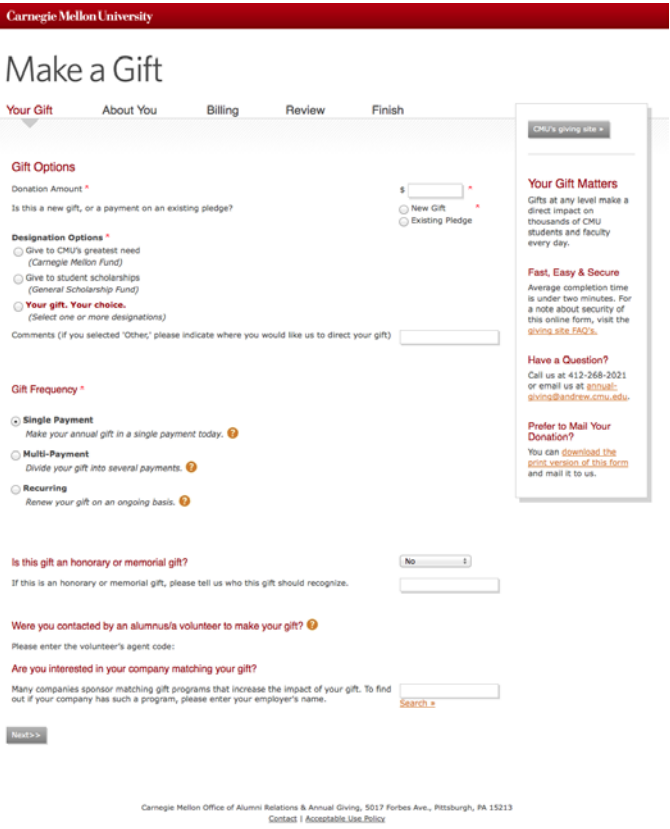 Carnegie Mellon University
Make a Gift
Your Gift About You Billing Review Finish
Gift Options
Donation Amount *
$ *
Is this a new gift, or a payment on an existing pledge?
New Gift *
Existing Pledge
Designation Options *
Give to CMU's greatest need
(Carnegie Mellon Fund)
Give to student scholarships
(General Scholarship Fund)
Your gift. Your choice.
(Select one or more designations)
Comments (if you selected 'Other,' please indicate where you would like us to direct your gift)
Gift Frequency *
Single Payment
Make your annual gift in a single payment today. ?
Multi-Payment
Divide your gift into several payments. ?
Recurring
Renew your gift on an ongoing basis. ?
Is this gift an honorary or memorial gift?
No
If this is an honorary or memorial gift, please tell us who this gift should recognize.
Were you contacted by an alumnus/a volunteer to make your gift? ?
Please enter the volunteer's agent code:
Are you interested in your company matching your gift?
Many companies sponsor matching gift programs that increase the impact of your gift. To find
out if your company has such a program, please enter your employer's name.
Search »
Next>>
CMU's giving site »
Your Gift Matters
Gifts at any level make a
direct impact on
thousands of CMU
students and faculty
every day.
Fast, Easy & Secure
Average completion time
is under two minutes. For
a note about security of
this online form, visit the
giving site FAQ's.
Have a Question?
Call us at 412-268-2021
or email us at annual-
giving@andrew.cmu.edu.
Prefer to Mail Your
Donation?
You can download the
print version of this form
and mail it to us.
Carnegie Mellon Office of Alumni Relations & Annual Giving, 5017 Forbes Ave., Pittsburgh, PA 15213
Contact | Acceptable Use Policy